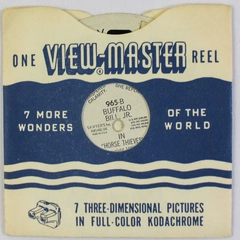 ONE VIEW-MASTER REEL
965-B
BUFFALO
BILL, JR.
IN
"HORSE THIEVES"
7 MORE
WONDERS
OF THE
WORLD
7 THREE-DIMENSIONAL PICTURES
IN FULL-COLOR KODACHROME